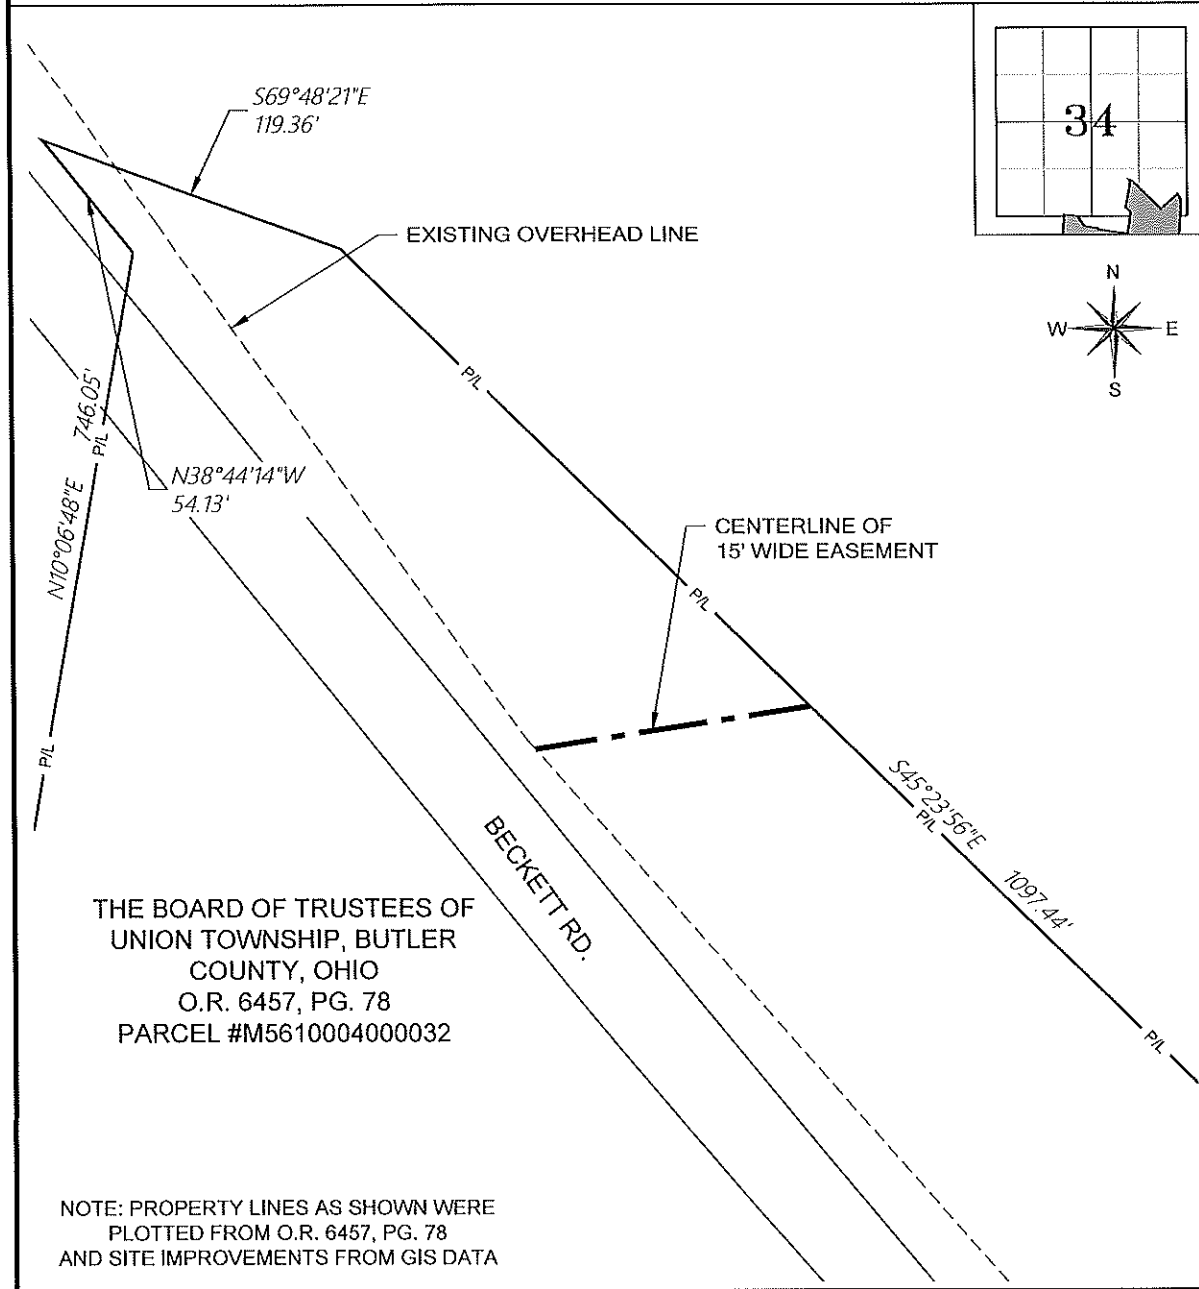 S69°48'21"E
119.36'
34
EXISTING OVERHEAD LINE
N
W
E
S
P/L
746.05'
P/L
N10°06'48"E
N38°44'14"W
54.13'
CENTERLINE OF
15' WIDE EASEMENT
P/L
P/L
S45°23'56"E
P/L
1097.44'
P/L
BECKETT RD.
THE BOARD OF TRUSTEES OF
UNION TOWNSHIP, BUTLER
COUNTY, OHIO
O.R. 6457, PG. 78
PARCEL #M5610004000032
NOTE: PROPERTY LINES AS SHOWN WERE
PLOTTED FROM O.R. 6457, PG. 78
AND SITE IMPROVEMENTS FROM GIS DATA